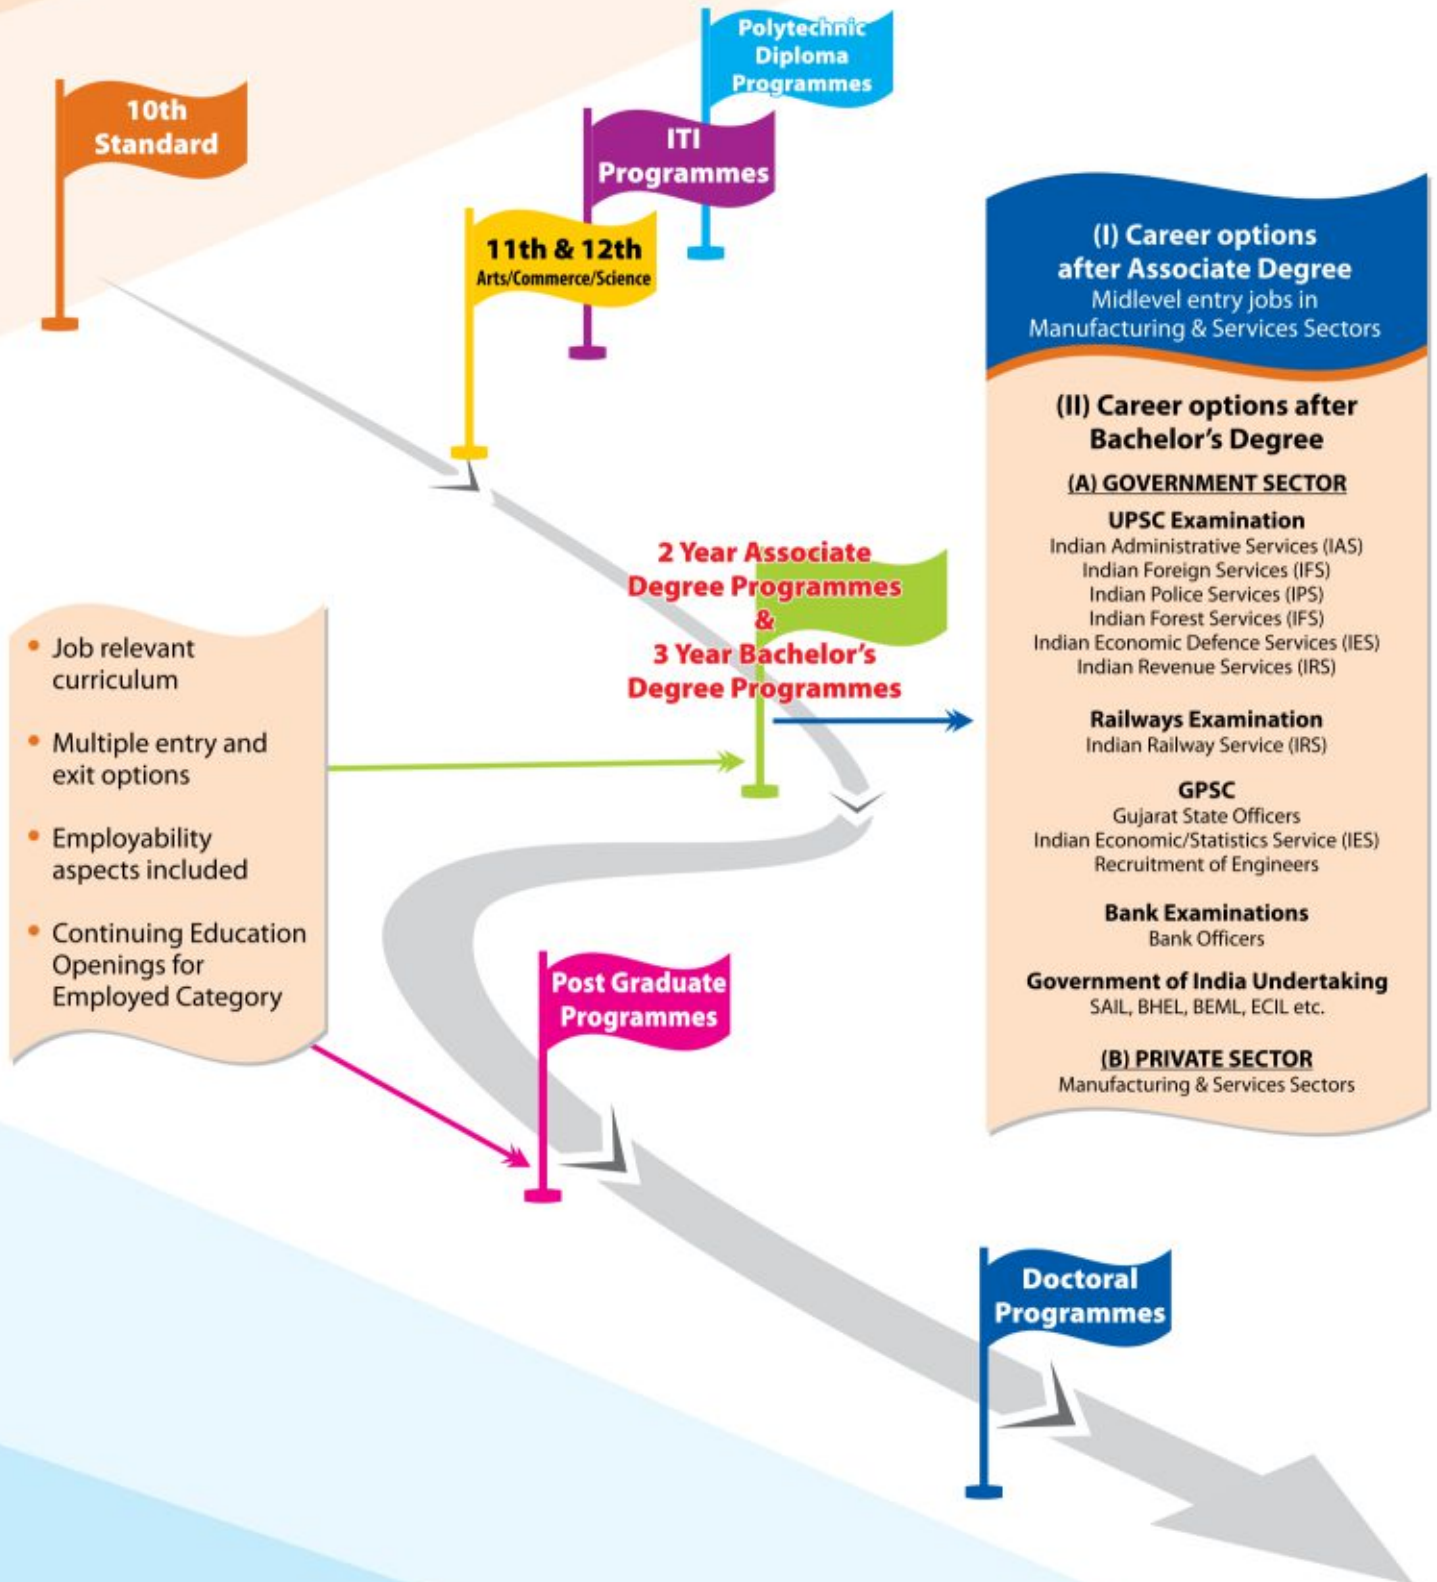 Polytechnic
Diploma
Programmes
10th
Standard
ITI
Programmes
11th & 12th
Arts/Commerce/Science
(I) Career options
after Associate Degree
Midlevel entry jobs in
Manufacturing & Services Sectors
(II) Career options after
Bachelor's Degree
(A) GOVERNMENT SECTOR
UPSC Examination
Indian Administrative Services (IAS)
Indian Foreign Services (IFS)
Indian Police Services (IPS)
Indian Forest Services (IFS)
Indian Economic Defence Services (IES)
Indian Revenue Services (IRS)
Railways Examination
Indian Railway Service (IRS)
GPSC
Gujarat State Officers
Indian Economic/Statistics Service (IES)
Recruitment of Engineers
Bank Examinations
Bank Officers
Government of India Undertaking
SAIL, BHEL, BEML, ECIL etc.
(B) PRIVATE SECTOR
Manufacturing & Services Sectors
2 Year Associate
Degree Programmes
&
3 Year Bachelor's
Degree Programmes
• Job relevant
curriculum
• Multiple entry and
exit options
• Employability
aspects included
• Continuing Education
Openings for
Employed Category
Post Graduate
Programmes
Doctoral
Programmes